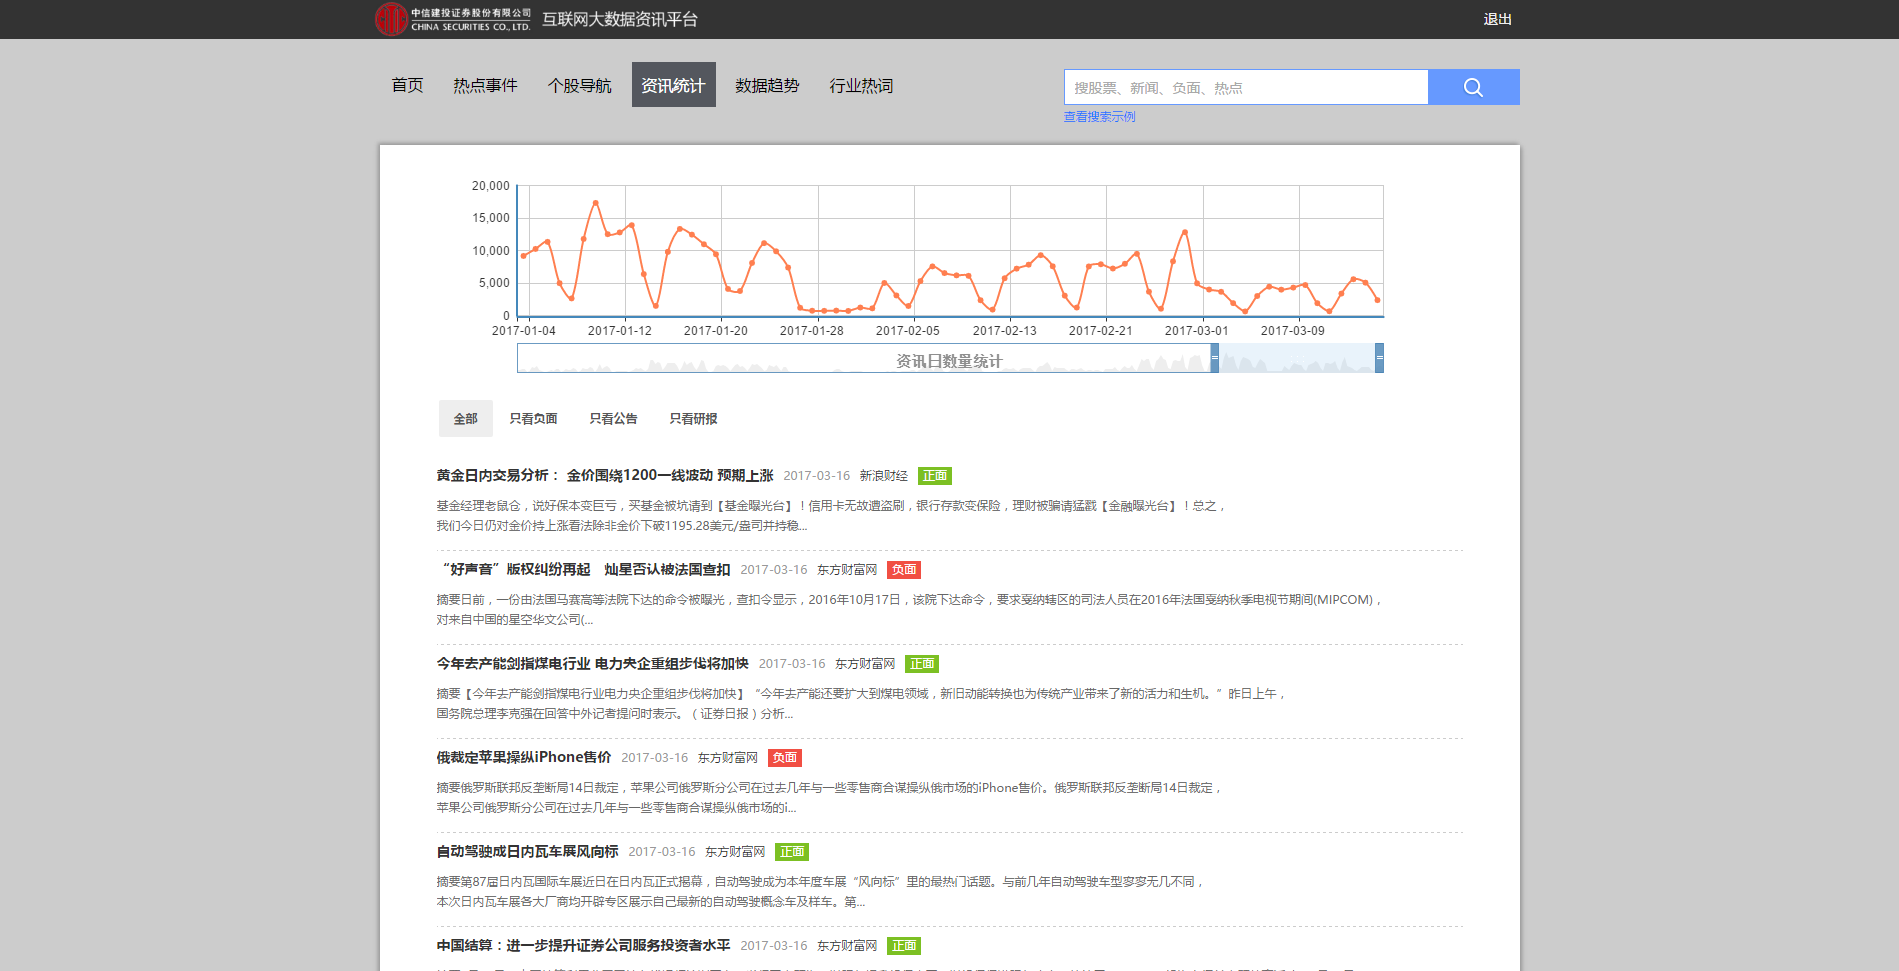 中信建投证券股份有限公司
CHINA SECURITIES CO., LTD.
互联网大数据资讯平台
退出
首页 热点事件 个股导航 资讯统计 数据趋势 行业热词
搜股票、新闻、负面、热点
查看搜索示例
20,000
15,000
10,000
5,000
0
2017-01-04 2017-01-12 2017-01-20 2017-01-28 2017-02-05 2017-02-13 2017-02-21 2017-03-01 2017-03-09
资讯日数量统计
全部 只看负面 只看公告 只看研报
黄金日内交易分析： 金价围绕1200一线波动 预期上涨 2017-03-16 新浪财经 正面
基金经理老鼠仓，说好保本变巨亏，买基金被坑请到【基金曝光台】！信用卡无故遭盗刷，银行存款变保险，理财被骗请猛戳【金融曝光台】！总之，
我们今日仍对金价持上涨看法除非金价下破1195.28美元/盎司并持稳...
“好声音”版权纠纷再起　灿星否认被法国查扣 2017-03-16 东方财富网 负面
摘要日前，一份由法国马赛高等法院下达的命令被曝光，查扣令显示，2016年10月17日，该院下达命令，要求戛纳辖区的司法人员在2016年法国戛纳秋季电视节期间(MIPCOM)，
对来自中国的星空华文公司(...
今年去产能剑指煤电行业 电力央企重组步伐将加快 2017-03-16 东方财富网 正面
摘要【今年去产能剑指煤电行业电力央企重组步伐将加快】“今年去产能还要扩大到煤电领域，新旧动能转换也为传统产业带来了新的活力和生机。”昨日上午，
国务院总理李克强在回答中外记者提问时表示。（证券日报）分析...
俄裁定苹果操纵iPhone售价 2017-03-16 东方财富网 负面
摘要俄罗斯联邦反垄断局14日裁定，苹果公司俄罗斯分公司在过去几年与一些零售商合谋操纵俄市场的iPhone售价。俄罗斯联邦反垄断局14日裁定，
苹果公司俄罗斯分公司在过去几年与一些零售商合谋操纵俄市场的i...
自动驾驶成日内瓦车展风向标 2017-03-16 东方财富网 正面
摘要第87届日内瓦国际车展近日在日内瓦正式揭幕，自动驾驶成为本年度车展“风向标”里的最热门话题。与前几年自动驾驶车型寥寥无几不同，
本次日内瓦车展各大厂商均开辟专区展示自己最新的自动驾驶概念车及样车。第...
中国结算：进一步提升证券公司服务投资者水平 2017-03-16 东方财富网 正面